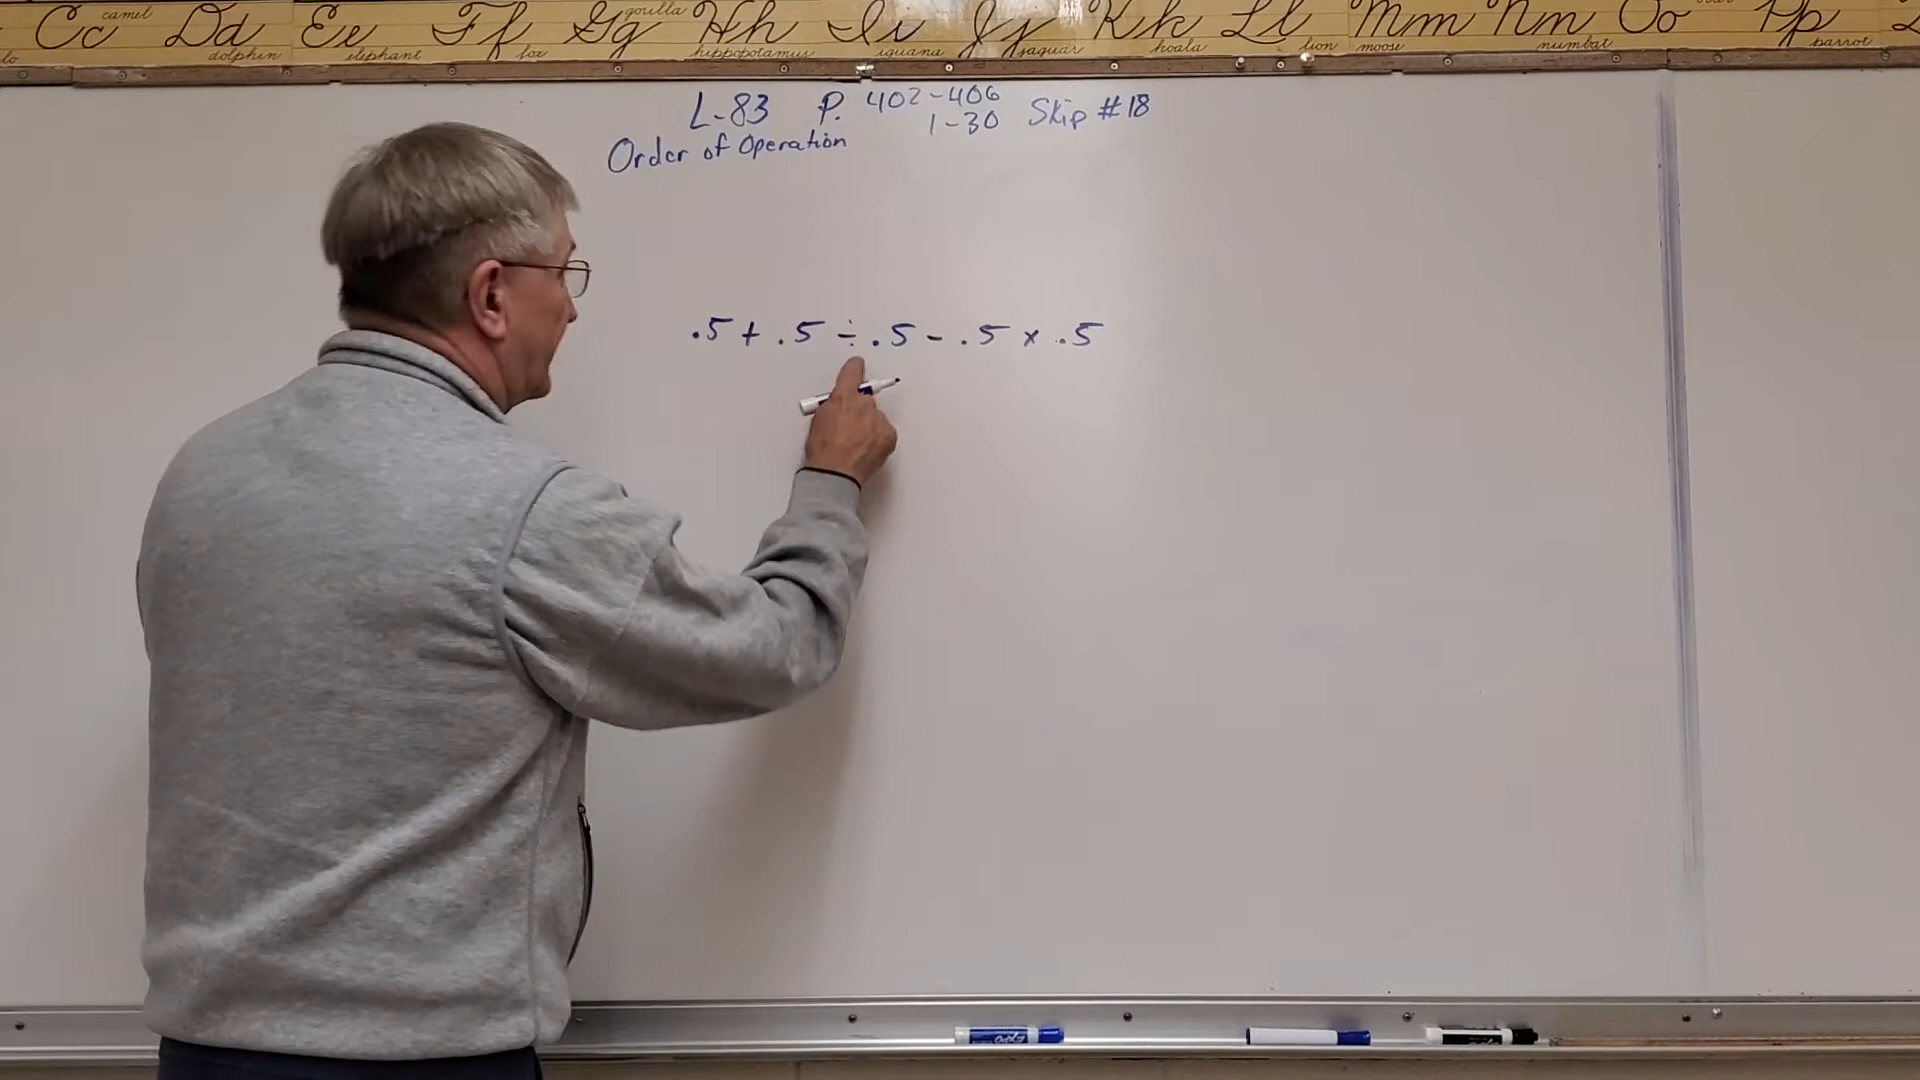 Cc camel Dd dolphin Ee elephant Ff fox Gg gorilla Hh hippopotamus Ii iguana Jj jaguar Kk koala Ll lion Mm moose Nn numbat Oo Pp parrot
L-83 P. 402-406
1-30 Skip #18
Order of Operation
.5 + .5 ÷ .5 - .5 x .5
EXPO